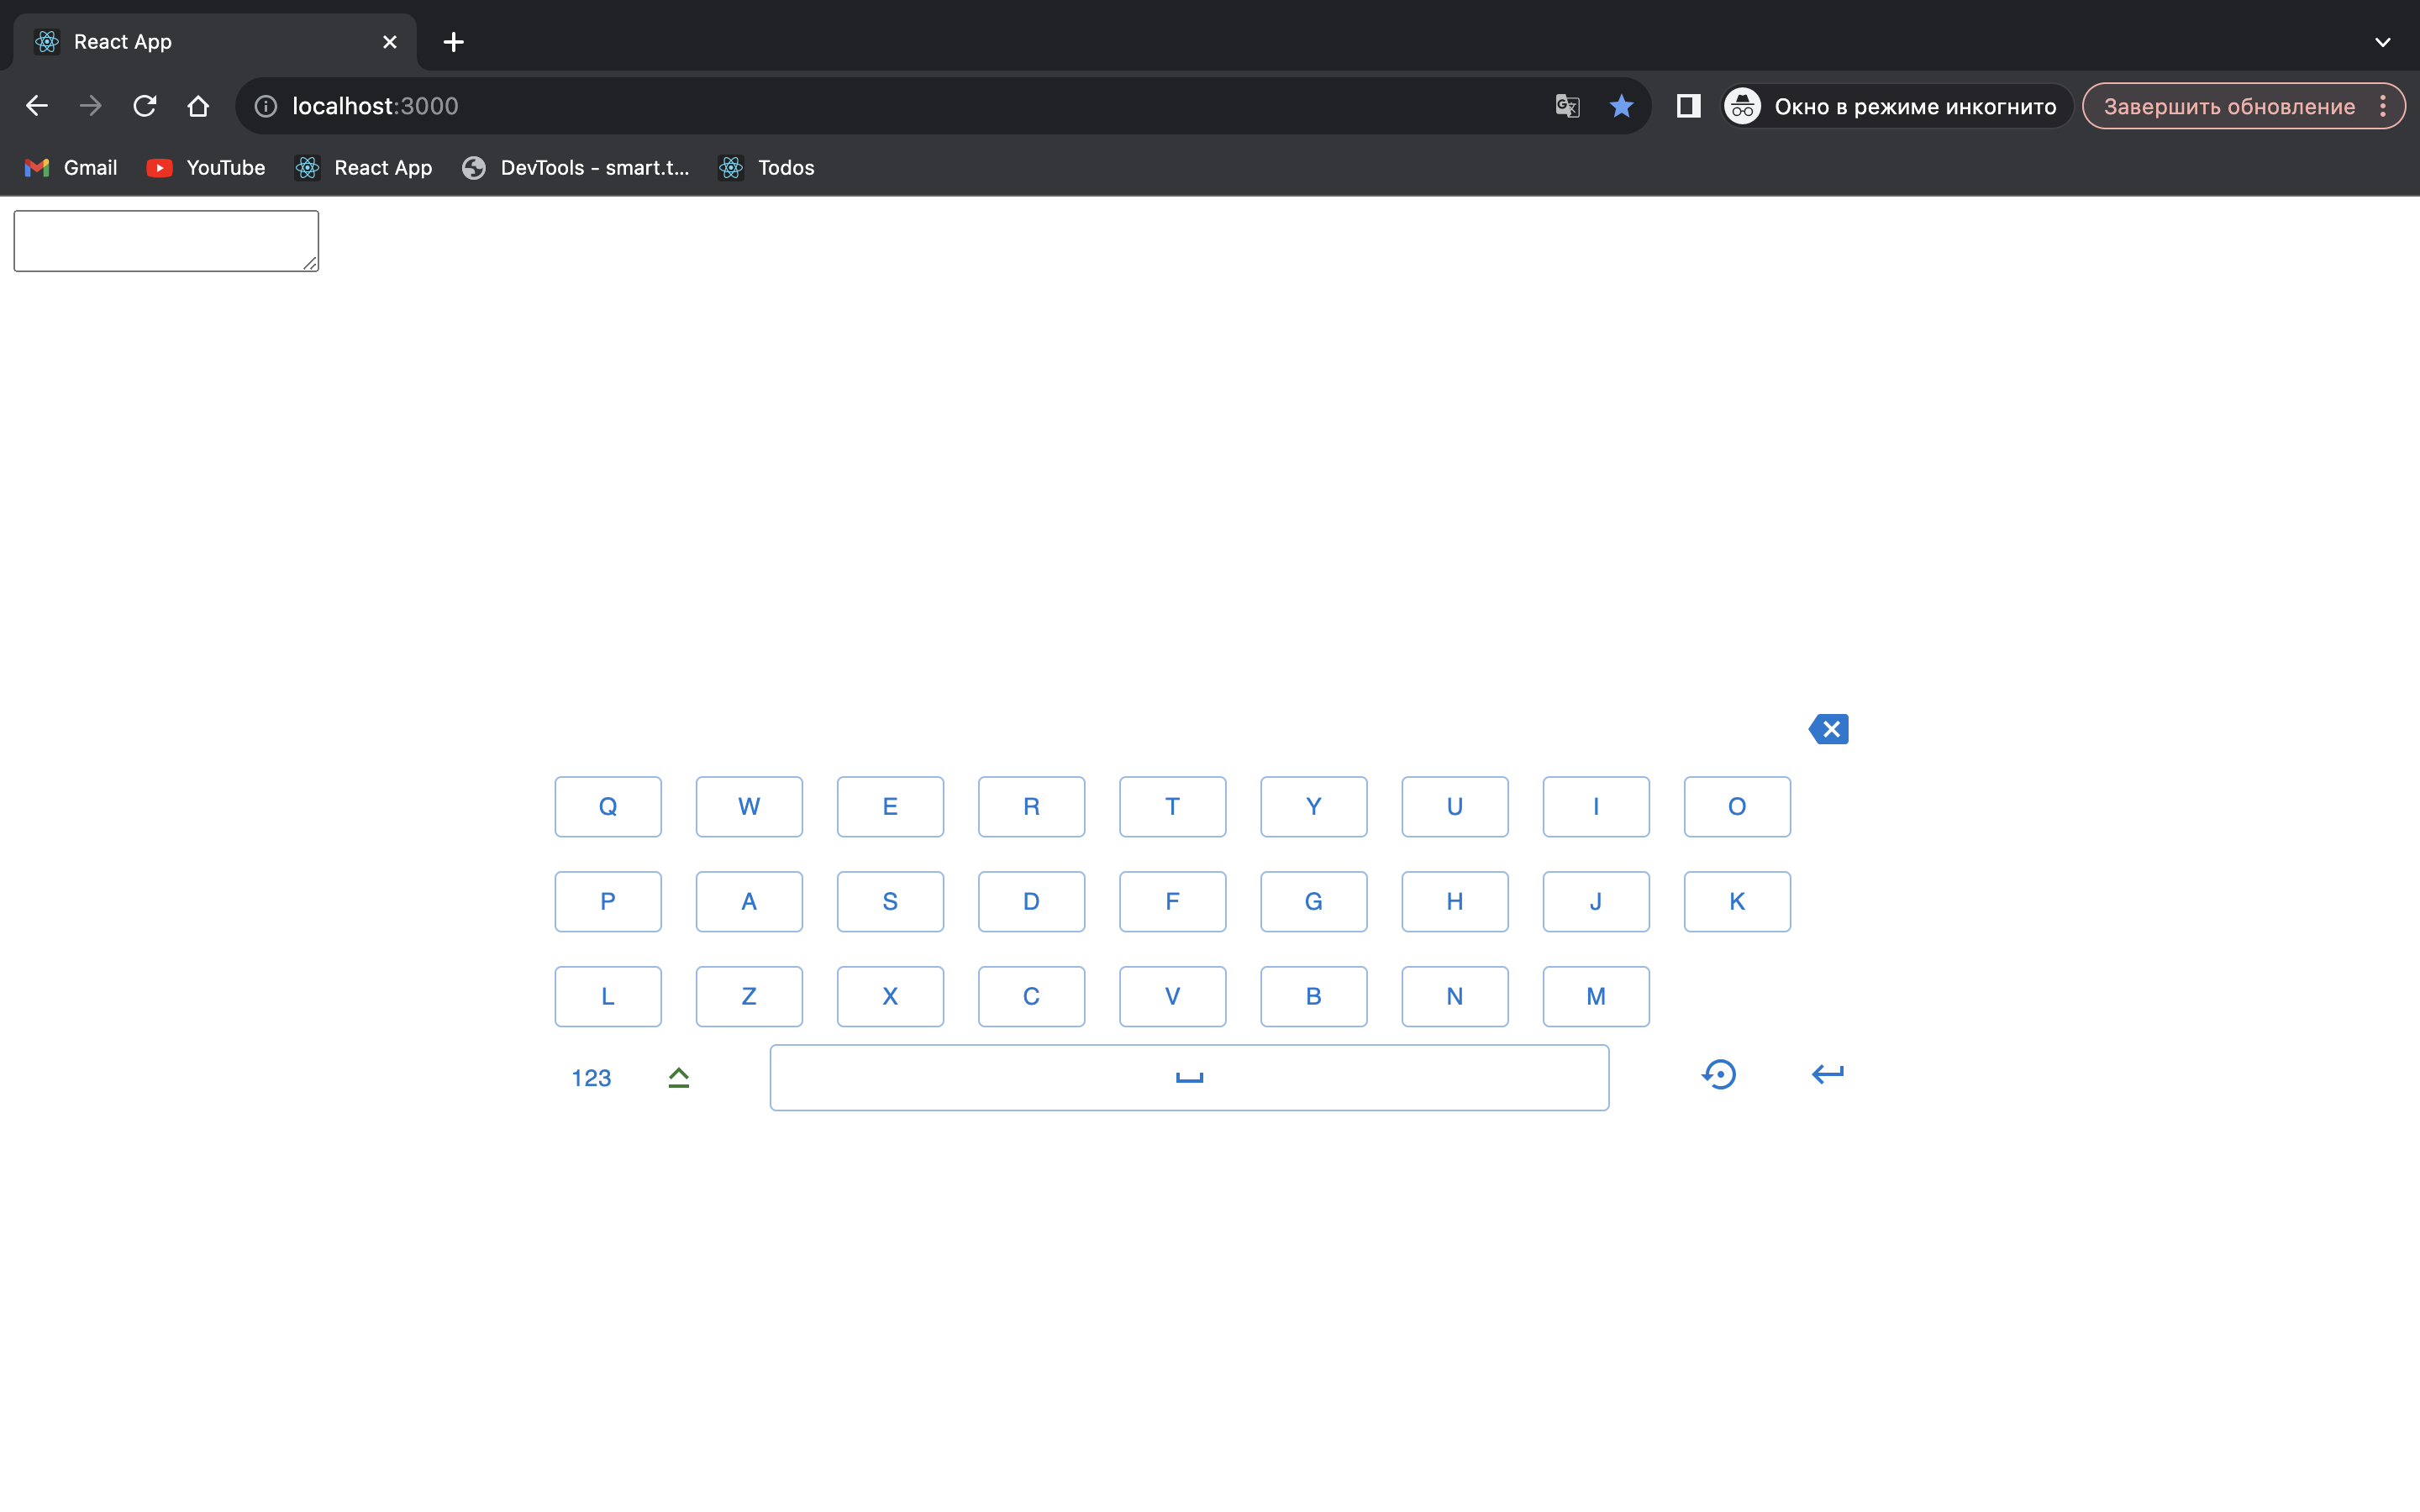 React App
localhost:3000
Окно в режиме инкогнито
Завершить обновление
Gmail YouTube React App DevTools - smart.t... Todos
Q W E R T Y U I O
P A S D F G H J K
L Z X C V B N M
123